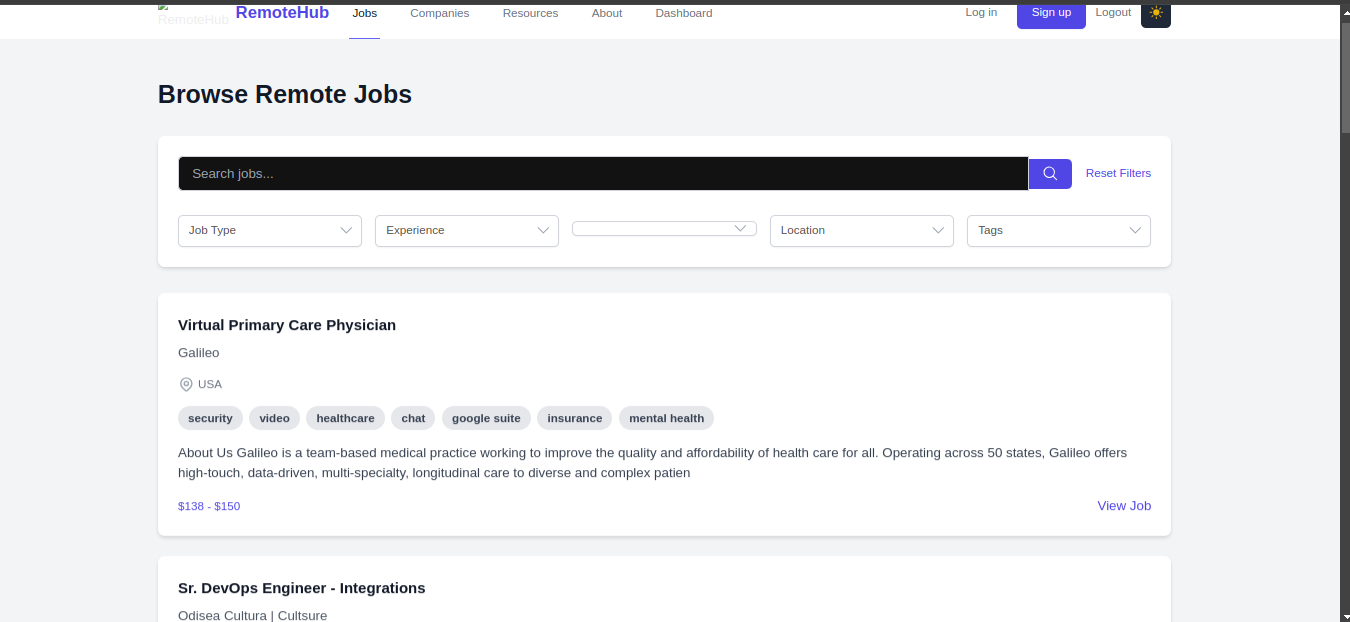 RemoteHub RemoteHub Jobs Companies Resources About Dashboard Log in Sign up Logout
Browse Remote Jobs
Search jobs... Reset Filters
Job Type Experience Location Tags
Virtual Primary Care Physician
Galileo
USA
security video healthcare chat google suite insurance mental health
About Us Galileo is a team-based medical practice working to improve the quality and affordability of health care for all. Operating across 50 states, Galileo offers
high-touch, data-driven, multi-specialty, longitudinal care to diverse and complex patien
$138 - $150 View Job
Sr. DevOps Engineer - Integrations
Odisea Cultura | Cultsure